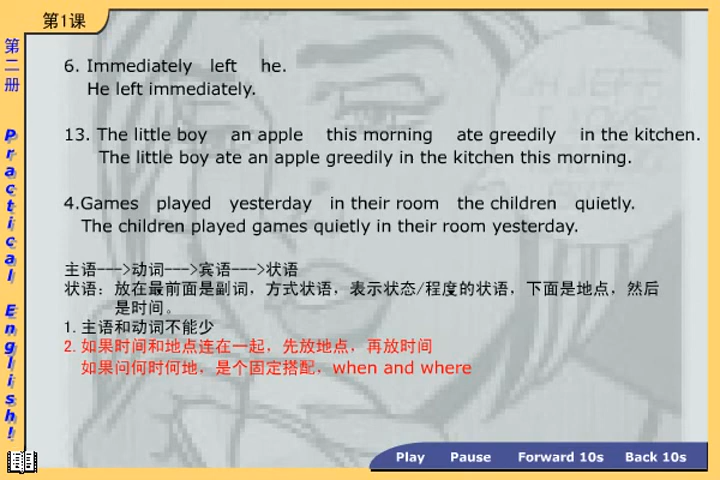 第1课
第二册
Practical English!
6. Immediately left he.
He left immediately.
13. The little boy an apple this morning ate greedily in the kitchen.
The little boy ate an apple greedily in the kitchen this morning.
4.Games played yesterday in their room the children quietly.
The children played games quietly in their room yesterday.
主语--->动词--->宾语--->状语
状语：放在最前面是副词，方式状语，表示状态/程度的状语，下面是地点，然后
是时间。
1.主语和动词不能少
2.如果时间和地点连在一起，先放地点，再放时间
如果问何时何地，是个固定搭配，when and where
Play Pause Forward 10s Back 10s